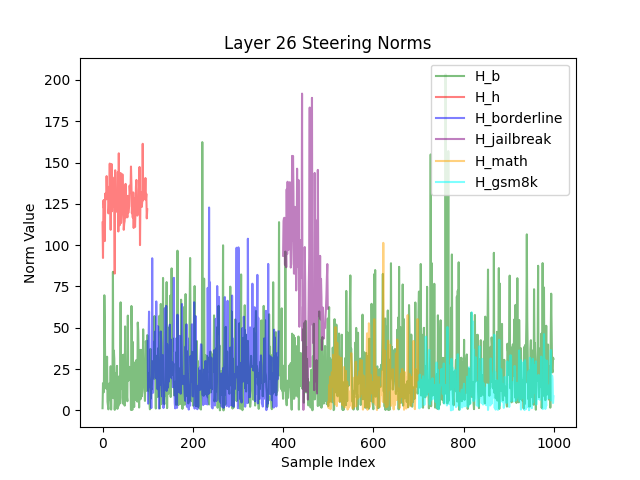 Layer 26 Steering Norms
Norm Value
200
175
150
125
100
75
50
25
0
H_b
H_h
H_borderline
H_jailbreak
H_math
H_gsm8k
0
200
400
600
800
1000
Sample Index